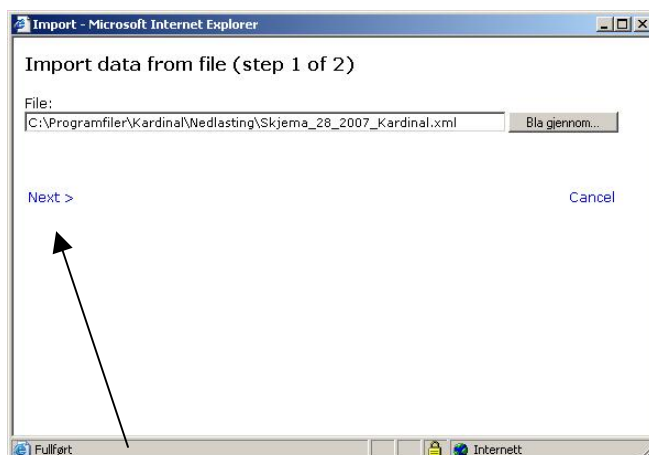 Import - Microsoft Internet Explorer
Import data from file (step 1 of 2)
File:
C:\Programfiler\Kardinal\Nedlasting\Skjema_28_2007_Kardinal.xml Bla gjennom...
Next > Cancel
Fullført Internett